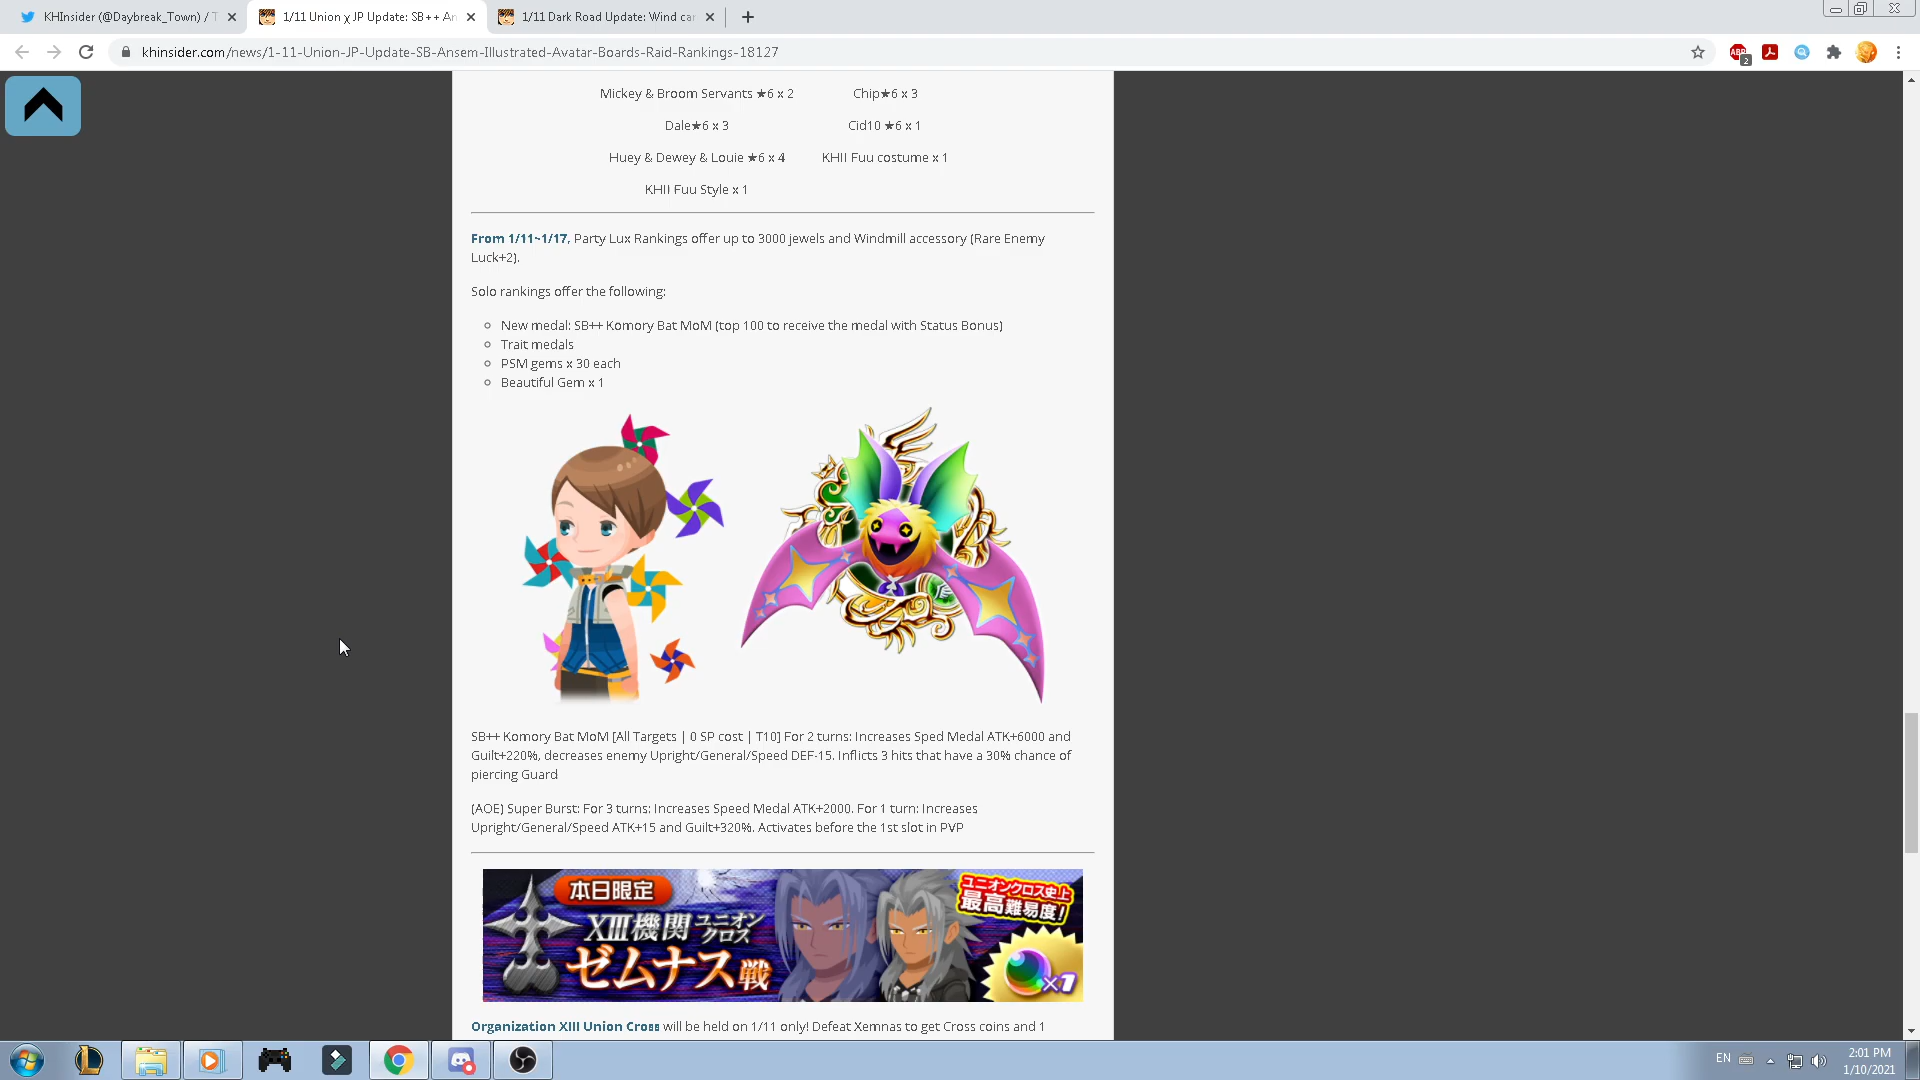 KHInsider (@Daybreak_Town) / T
1/11 Union χ JP Update: SB++ An
1/11 Dark Road Update: Wind car
khinsider.com/news/1-11-Union-JP-Update-SB-Ansem-Illustrated-Avatar-Boards-Raid-Rankings-18127
ABP
2
Mickey & Broom Servants ★6 x 2
Chip★6 x 3
Dale★6 x 3
Cid10 ★6 x 1
Huey & Dewey & Louie ★6 x 4
KHII Fuu costume x 1
KHII Fuu Style x 1
From 1/11~1/17, Party Lux Rankings offer up to 3000 jewels and Windmill accessory (Rare Enemy
Luck+2).
Solo rankings offer the following:
New medal: SB++ Komory Bat MoM (top 100 to receive the medal with Status Bonus)
Trait medals
PSM gems x 30 each
Beautiful Gem x 1
SB++ Komory Bat MoM [All Targets | 0 SP cost | T10] For 2 turns: Increases Sped Medal ATK+6000 and
Guilt+220%, decreases enemy Upright/General/Speed DEF-15. Inflicts 3 hits that have a 30% chance of
piercing Guard
(AOE) Super Burst: For 3 turns: Increases Speed Medal ATK+2000. For 1 turn: Increases
Upright/General/Speed ATK+15 and Guilt+320%. Activates before the 1st slot in PVP
本日限定
XIII機関ユニオン
クロス
ゼムナス戦
ユニオンクロス史上
最高難易度!
×1
Organization XIII Union Cross will be held on 1/11 only! Defeat Xemnas to get Cross coins and 1
EN
2:01 PM
1/10/2021